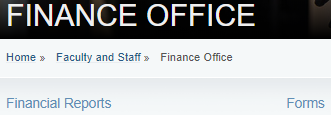 FINANCE OFFICE
Home » Faculty and Staff » Finance Office
Financial Reports Forms